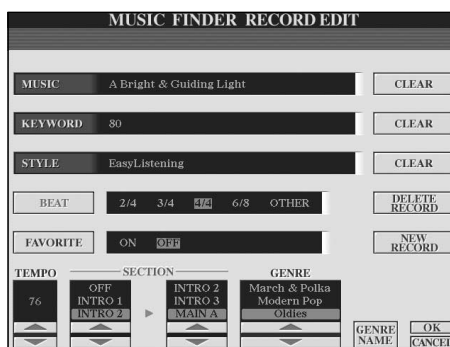 MUSIC FINDER RECORD EDIT
MUSIC A Bright & Guiding Light CLEAR
KEYWORD 80 CLEAR
STYLE EasyListening CLEAR
BEAT 2/4 3/4 4/4 6/8 OTHER DELETE RECORD
FAVORITE ON OFF NEW RECORD
TEMPO SECTION GENRE
OFF INTRO 2 March & Polka
76 INTRO 1 INTRO 3 Modern Pop
INTRO 2 MAIN A Oldies
GENRE NAME OK
CANCEL